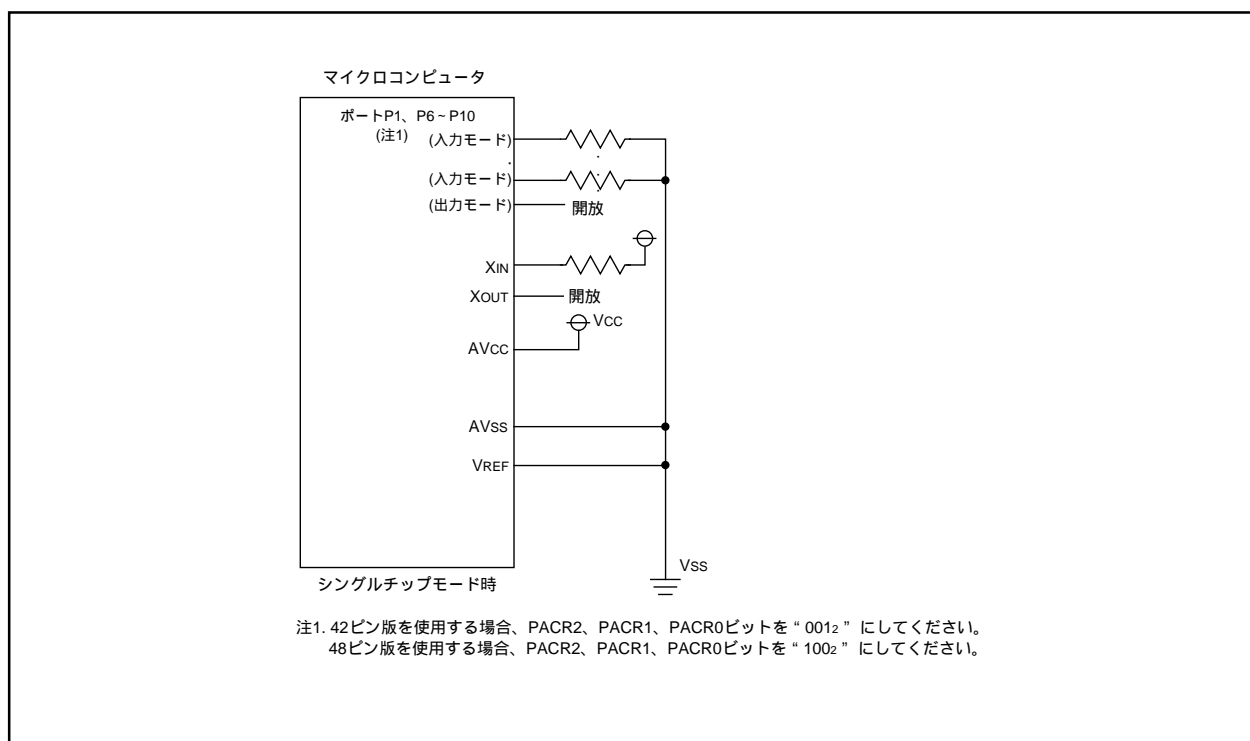 マイクロコンピュータ
ポートP1、P6~P10
(注1) (入力モード)
(入力モード)
(出力モード) 開放
XIN
XOUT 開放
VCC
AVCC
AVSS
VREF
VSS
シングルチップモード時
注1. 42ピン版を使用する場合、PACR2、PACR1、PACR0ビットを“ 0012 ” にしてください。
48ピン版を使用する場合、PACR2、PACR1、PACR0ビットを“ 1002 ” にしてください。